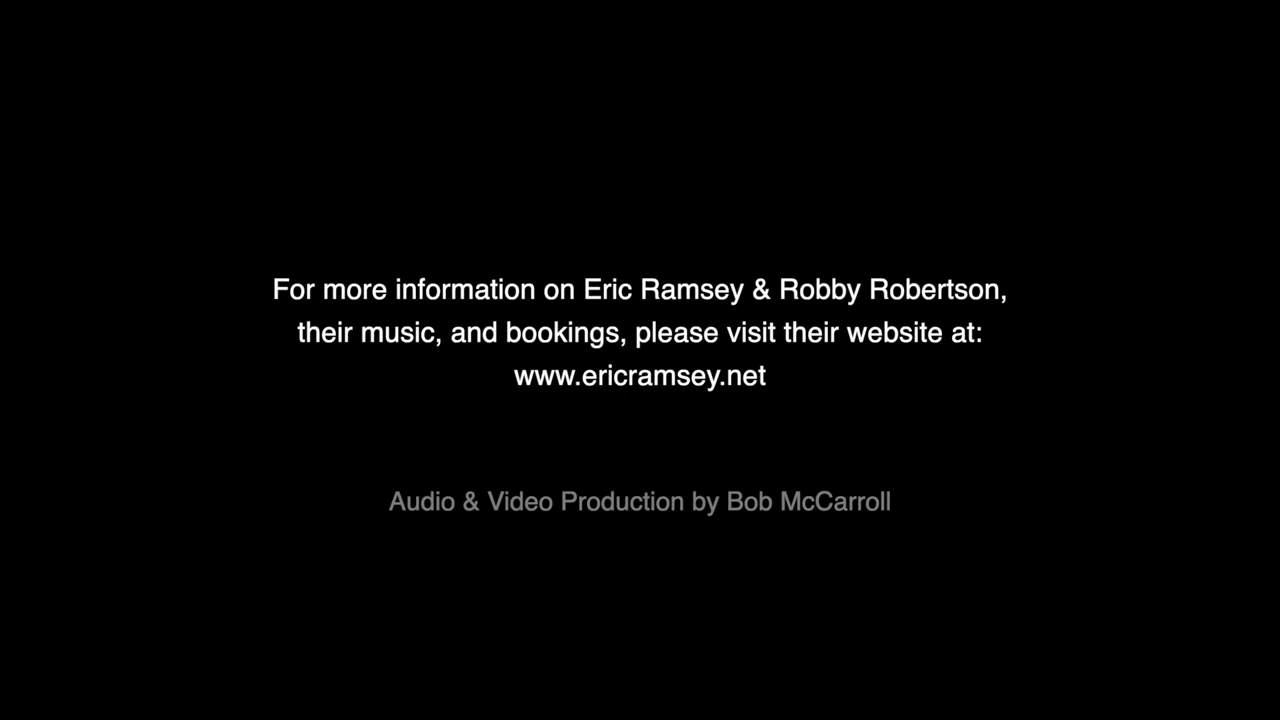 For more information on Eric Ramsey & Robby Robertson,
their music, and bookings, please visit their website at:
www.ericramsey.net
Audio & Video Production by Bob McCarroll